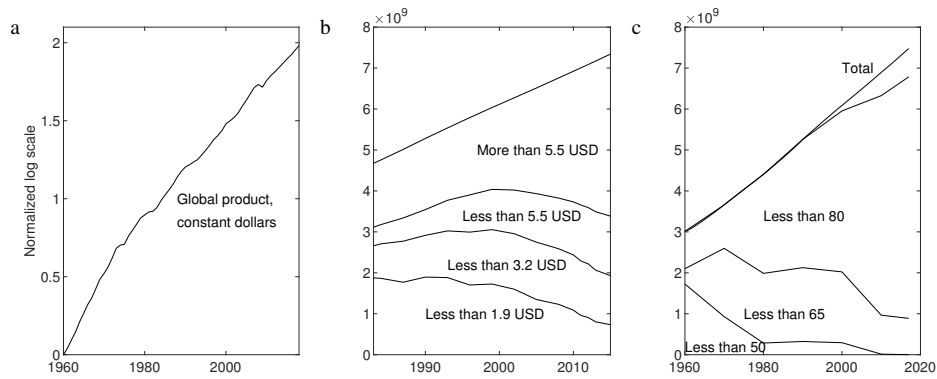 a
Normalized log scale
2
1.5
1
0.5
0
1960
1980
2000
Global product,
constant dollars
b
×10⁹
8
7
6
5
4
3
2
1
0
1990
2000
2010
More than 5.5 USD
Less than 5.5 USD
Less than 3.2 USD
Less than 1.9 USD
c
×10⁹
8
7
6
5
4
3
2
1
0
1960
1980
2000
2020
Total
Less than 80
Less than 65
Less than 50